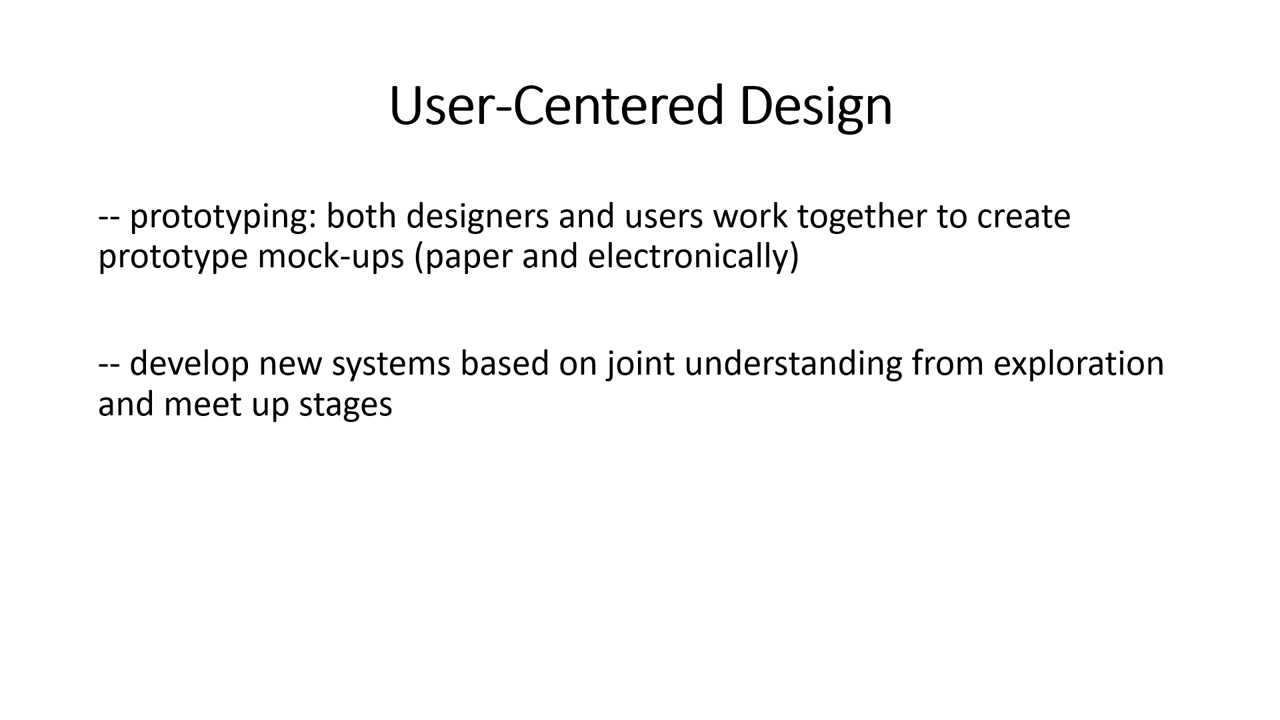 User-Centered Design
-- prototyping: both designers and users work together to create
prototype mock-ups (paper and electronically)
-- develop new systems based on joint understanding from exploration
and meet up stages